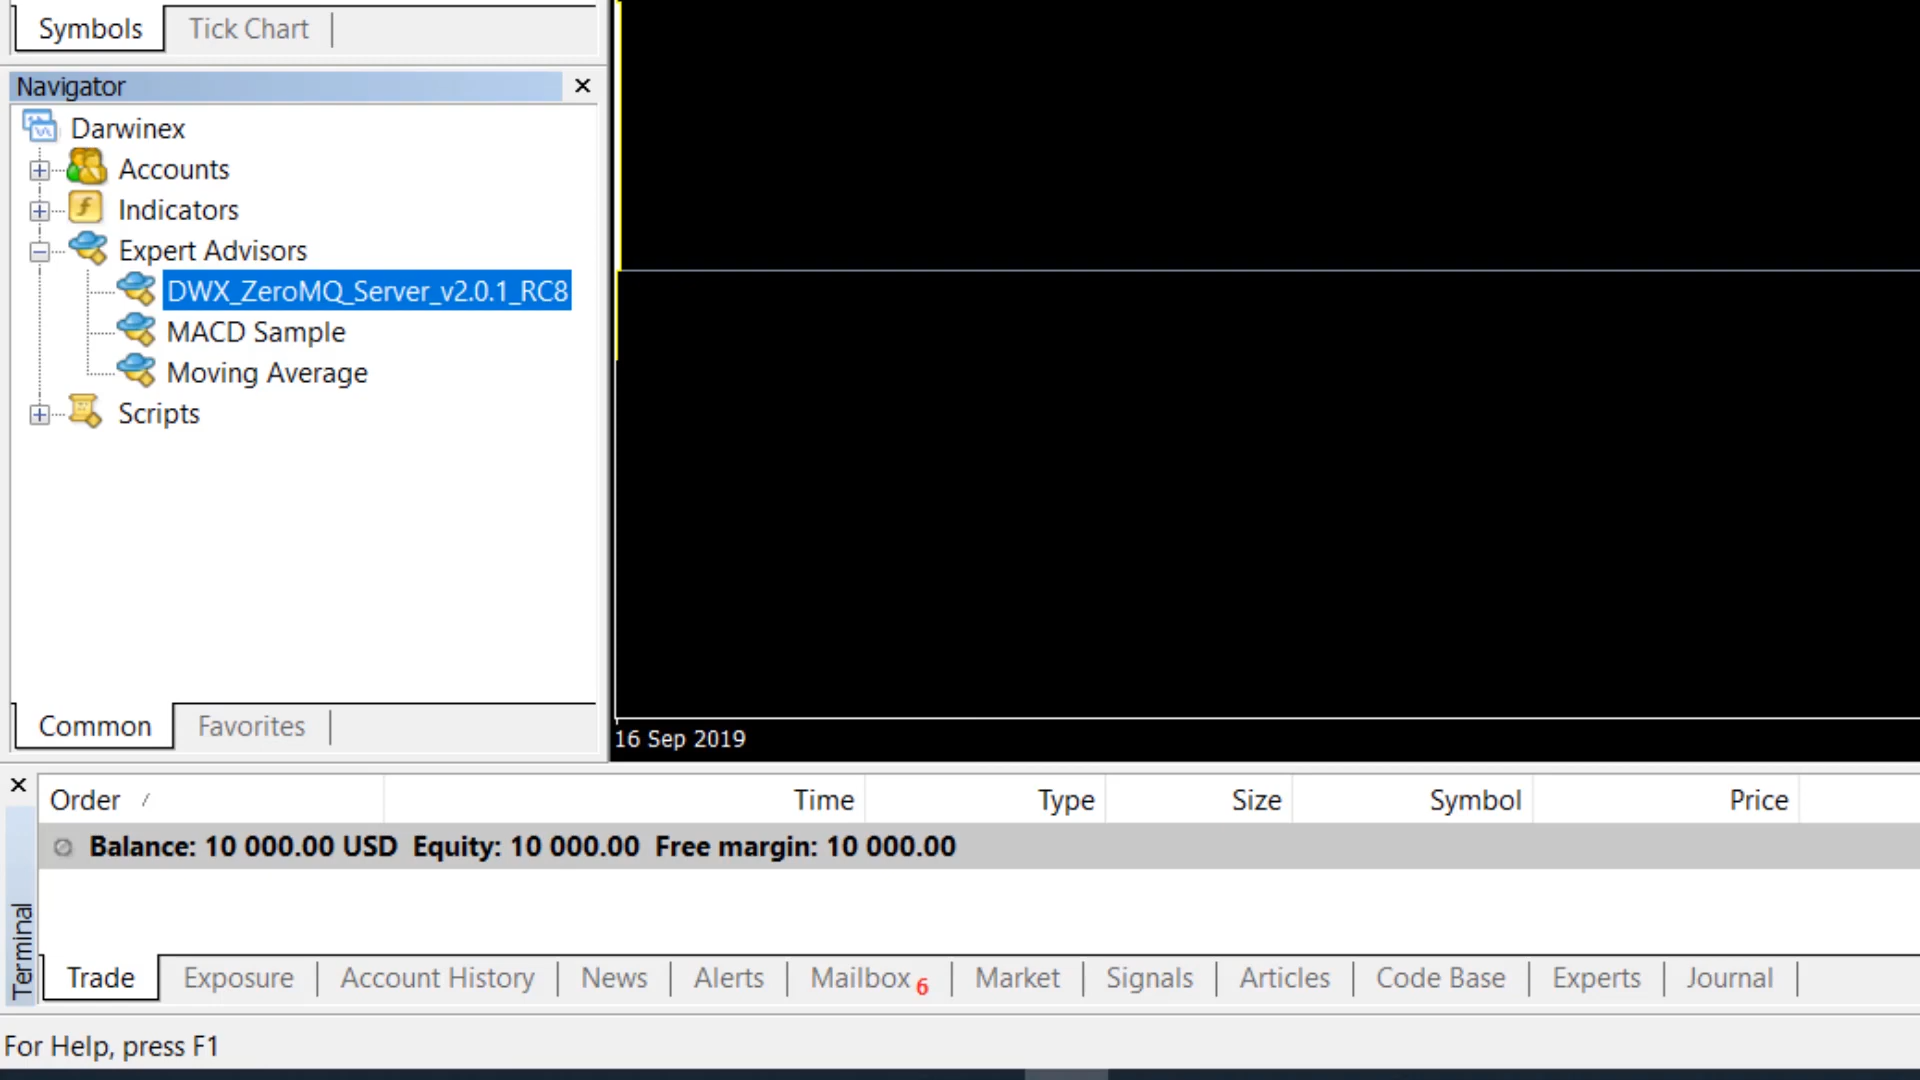 Symbols Tick Chart
Navigator
Darwinex
Accounts
Indicators
Expert Advisors
DWX_ZeroMQ_Server_v2.0.1_RC8
MACD Sample
Moving Average
Scripts
Common Favorites
16 Sep 2019
Order / Time Type Size Symbol Price
Balance: 10 000.00 USD Equity: 10 000.00 Free margin: 10 000.00
Terminal
Trade Exposure Account History News Alerts Mailbox 6 Market Signals Articles Code Base Experts Journal
For Help, press F1